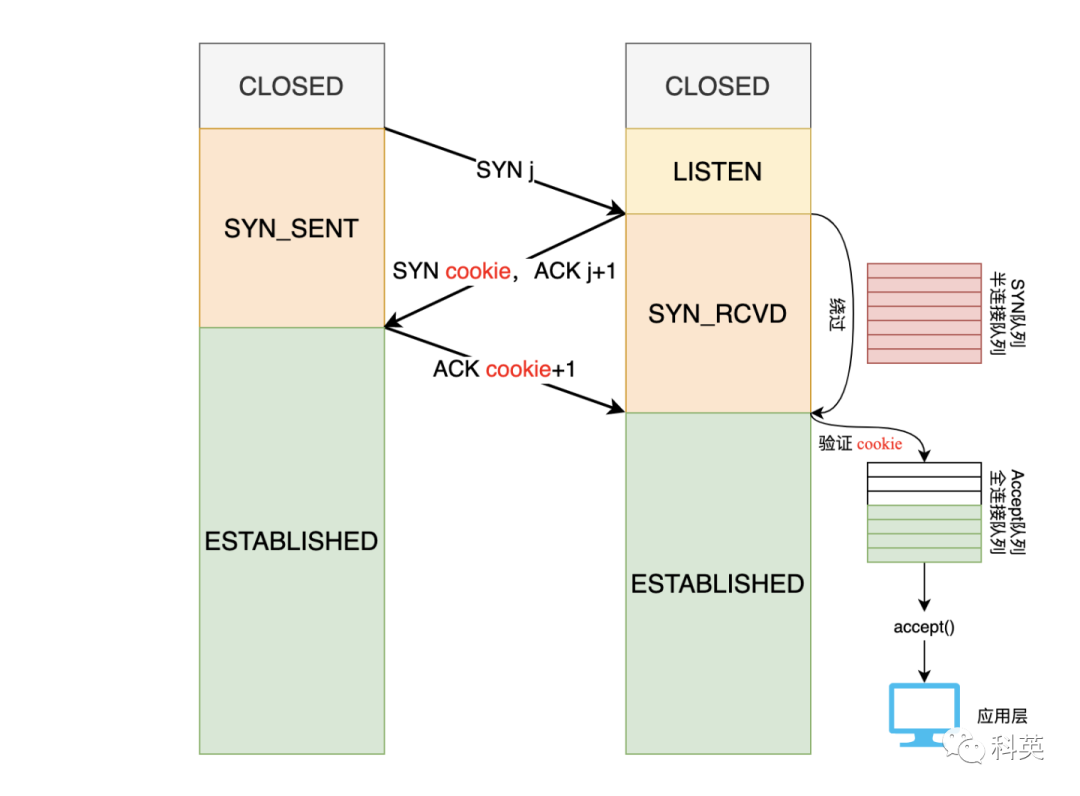 CLOSED
CLOSED
SYN j
LISTEN
SYN_SENT
SYN cookie，ACK j+1
SYN_RCVD
绕过
SYN队列
半连接队列
ACK cookie+1
验证 cookie
Accept队列
全连接队列
ESTABLISHED
ESTABLISHED
accept()
应用层
科英